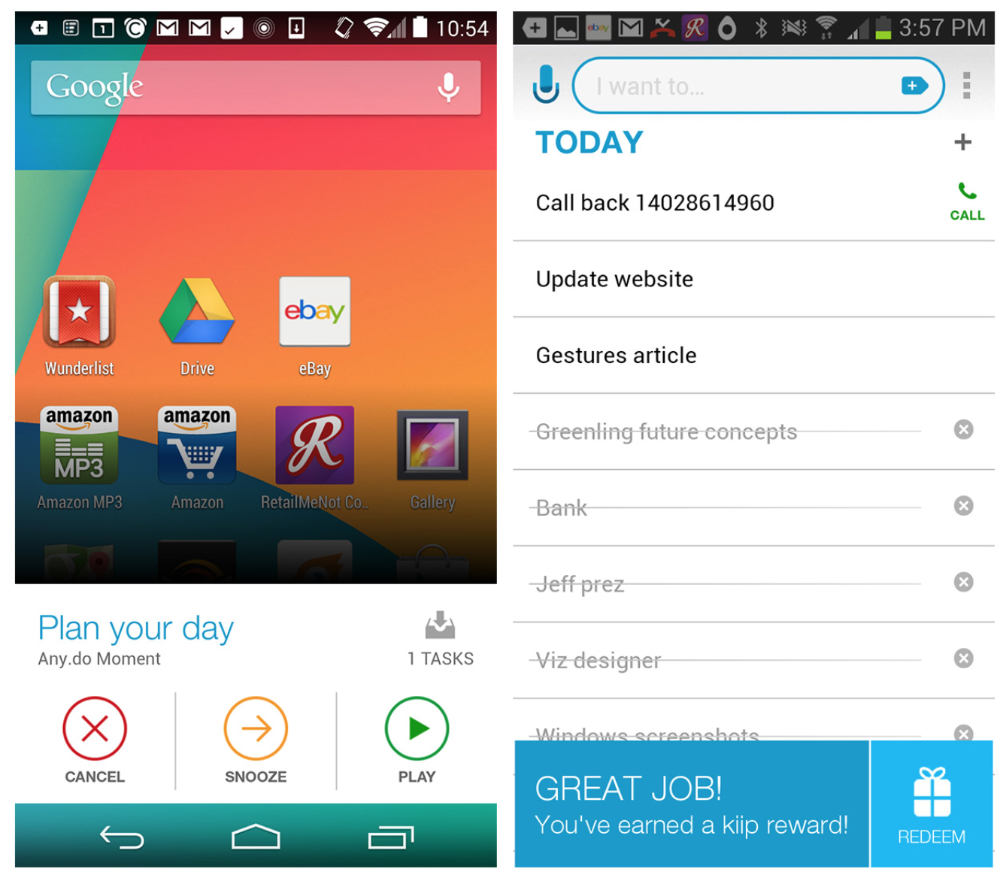 1
10:54
Google
ebay
Wunderlist
Drive
eBay
amazon
MP3
amazon
R
Amazon MP3
Amazon
RetailMeNot Co..
Gallery
Plan your day
Any.do Moment
1 TASKS
CANCEL
SNOOZE
PLAY
ebay
R
3:57 PM
I want to...
TODAY
+
Call back 14028614960
CALL
Update website
Gestures article
Greenling future concepts
Bank
Jeff prez
Viz designer
Windows screenshots
GREAT JOB!
You've earned a kiip reward!
REDEEM